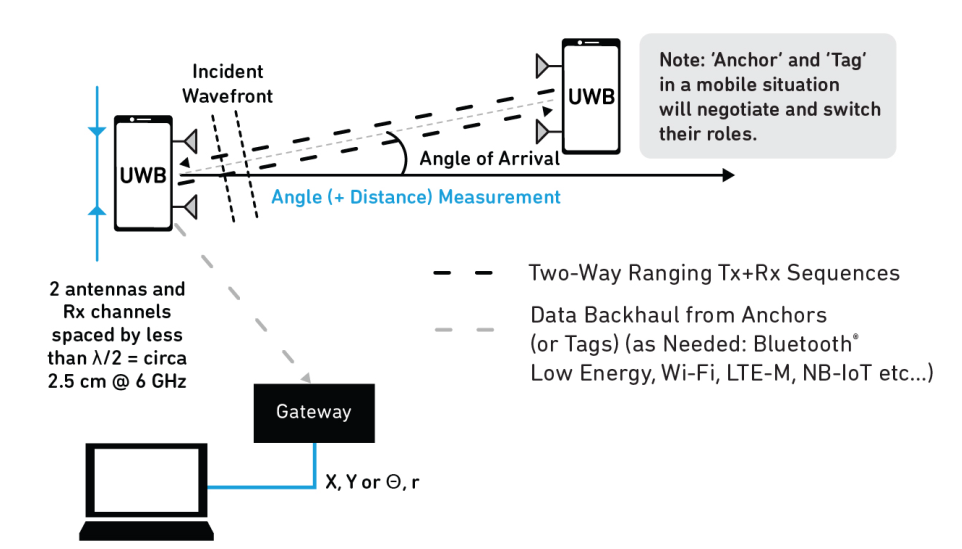 Incident
Wavefront
UWB
Note: ‘Anchor’ and ‘Tag’
in a mobile situation
will negotiate and switch
their roles.
Angle of Arrival
UWB
Angle (+ Distance) Measurement
2 antennas and
Rx channels
spaced by less
than λ/2 = circa
2.5 cm @ 6 GHz
Two-Way Ranging Tx+Rx Sequences
Data Backhaul from Anchors
(or Tags) (as Needed: Bluetooth®
Low Energy, Wi-Fi, LTE-M, NB-IoT etc...)
Gateway
X, Y or Θ, r